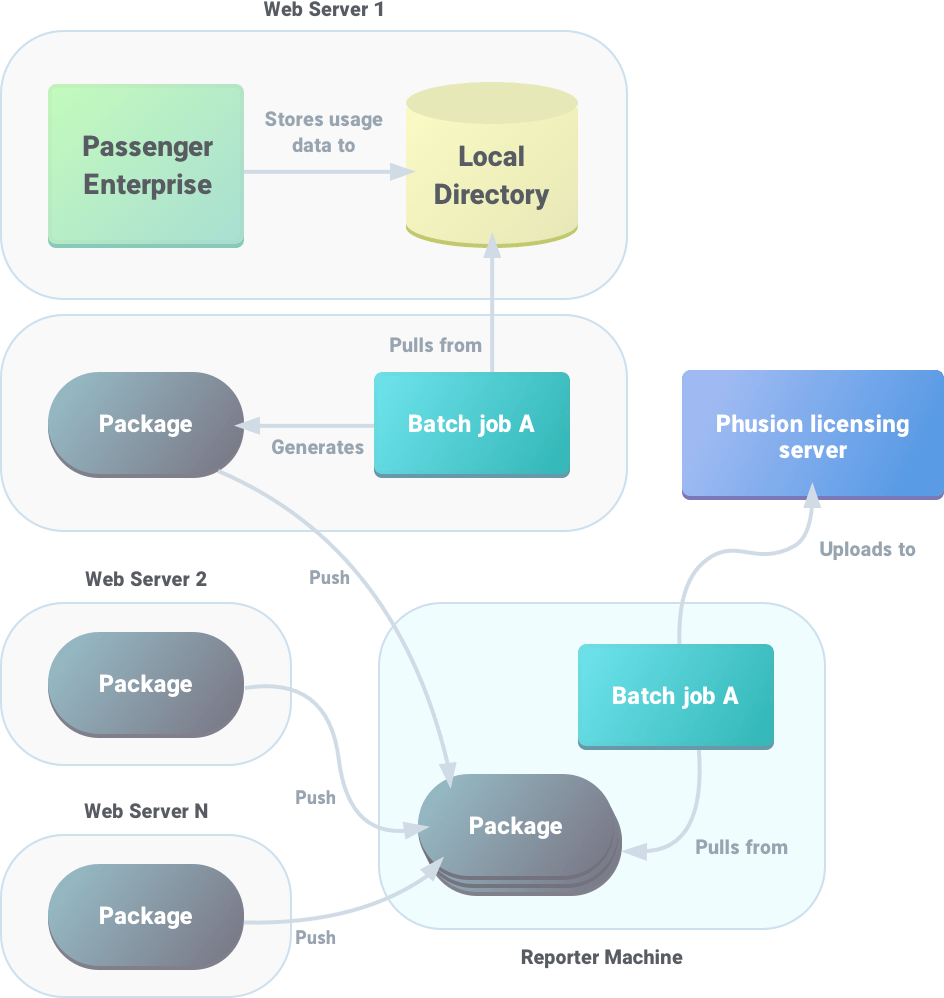 Web Server 1
Passenger
Enterprise
Stores usage
data to
Local
Directory
Pulls from
Package
Generates
Batch job A
Phusion licensing
server
Uploads to
Push
Web Server 2
Package
Push
Batch job A
Web Server N
Package
Push
Package
Pulls from
Reporter Machine